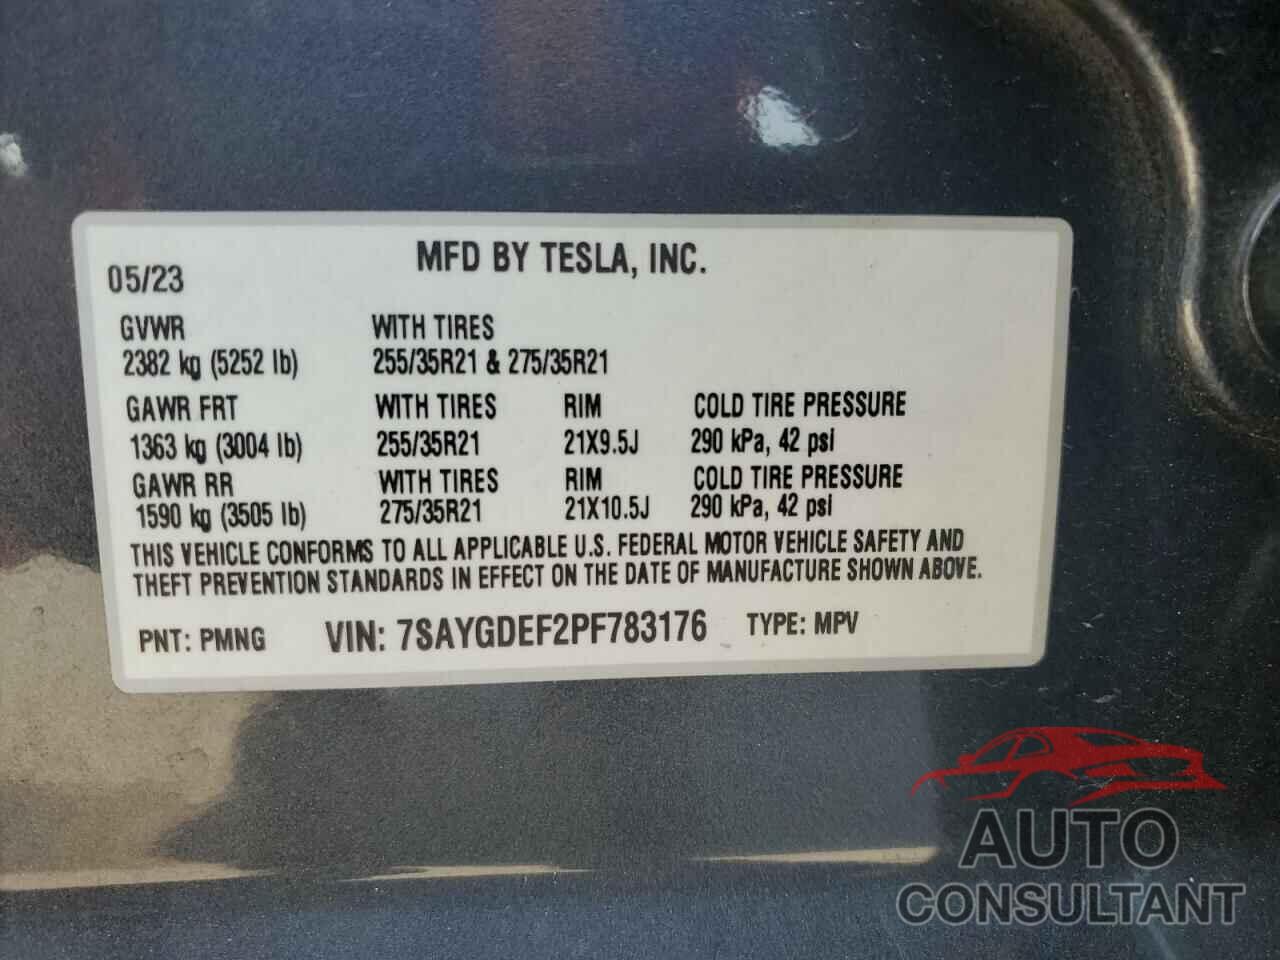 MFD BY TESLA, INC.
05/23
GVWR WITH TIRES
2382 kg (5252 lb) 255/35R21 & 275/35R21
GAWR FRT WITH TIRES RIM COLD TIRE PRESSURE
1363 kg (3004 lb) 255/35R21 21X9.5J 290 kPa, 42 psi
GAWR RR WITH TIRES RIM COLD TIRE PRESSURE
1590 kg (3505 lb) 275/35R21 21X10.5J 290 kPa, 42 psi
THIS VEHICLE CONFORMS TO ALL APPLICABLE U.S. FEDERAL MOTOR VEHICLE SAFETY AND
THEFT PREVENTION STANDARDS IN EFFECT ON THE DATE OF MANUFACTURE SHOWN ABOVE.
PNT: PMNG VIN: 7SAYGDEF2PF783176 TYPE: MPV
AUTO
CONSULTANT